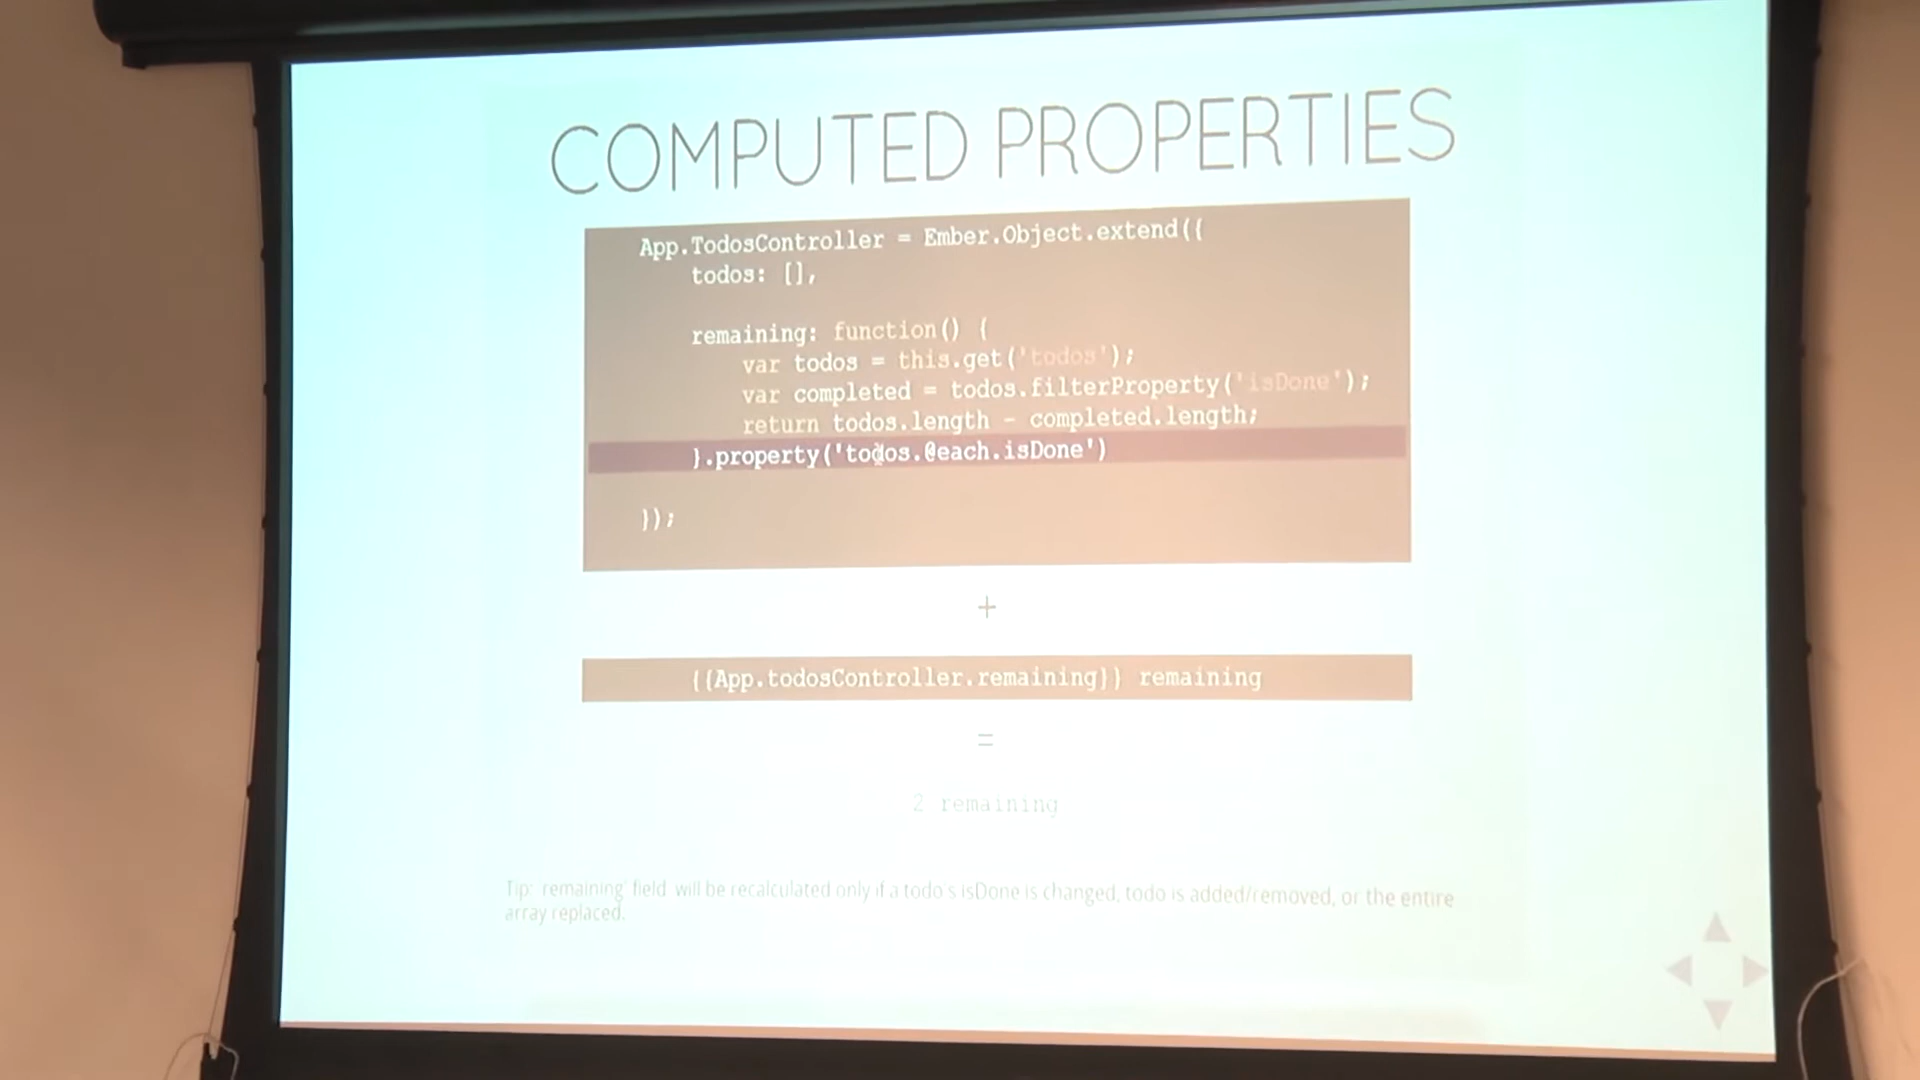 COMPUTED PROPERTIES
App.TodosController = Ember.Object.extend({
todos: [],
remaining: function() {
var todos = this.get('todos');
var completed = todos.filterProperty('isDone');
return todos.length - completed.length;
}.property('todos.@each.isDone')
});
+
{{App.todosController.remaining}} remaining
=
2 remaining
Tip: 'remaining' field will be recalculated only if a todo's isDone is changed, todo is added/removed, or the entire
array replaced.